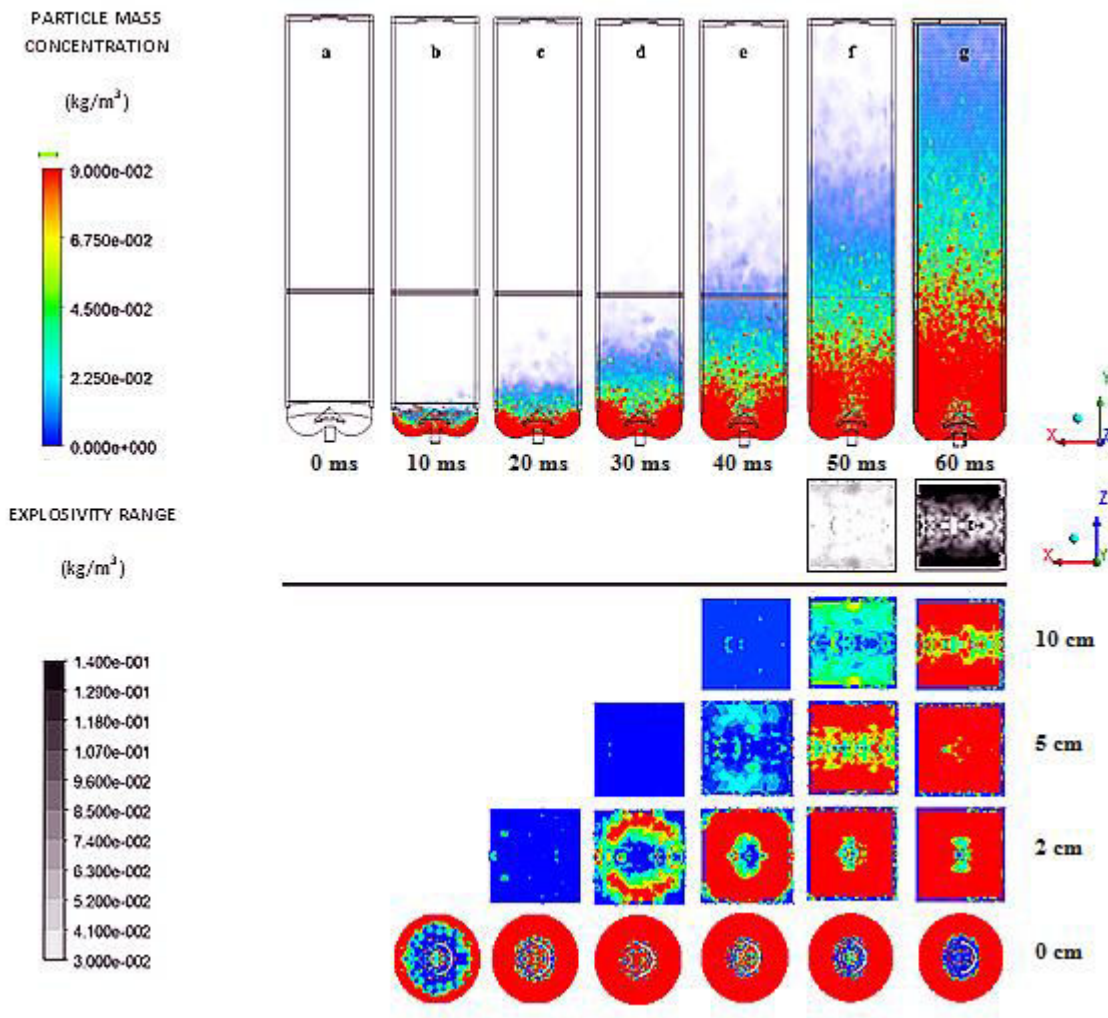 PARTICLE MASS
CONCENTRATION
(kg/m³)
9.000e-002
6.750e-002
4.500e-002
2.250e-002
0.000e+000
a
b
c
d
e
f
g
0 ms
10 ms
20 ms
30 ms
40 ms
50 ms
60 ms
Y
X
Z
EXPLOSIVITY RANGE
(kg/m³)
Z
X
Y
1.400e-001
1.290e-001
1.180e-001
1.070e-001
9.600e-002
8.500e-002
7.400e-002
6.300e-002
5.200e-002
4.100e-002
3.000e-002
10 cm
5 cm
2 cm
0 cm